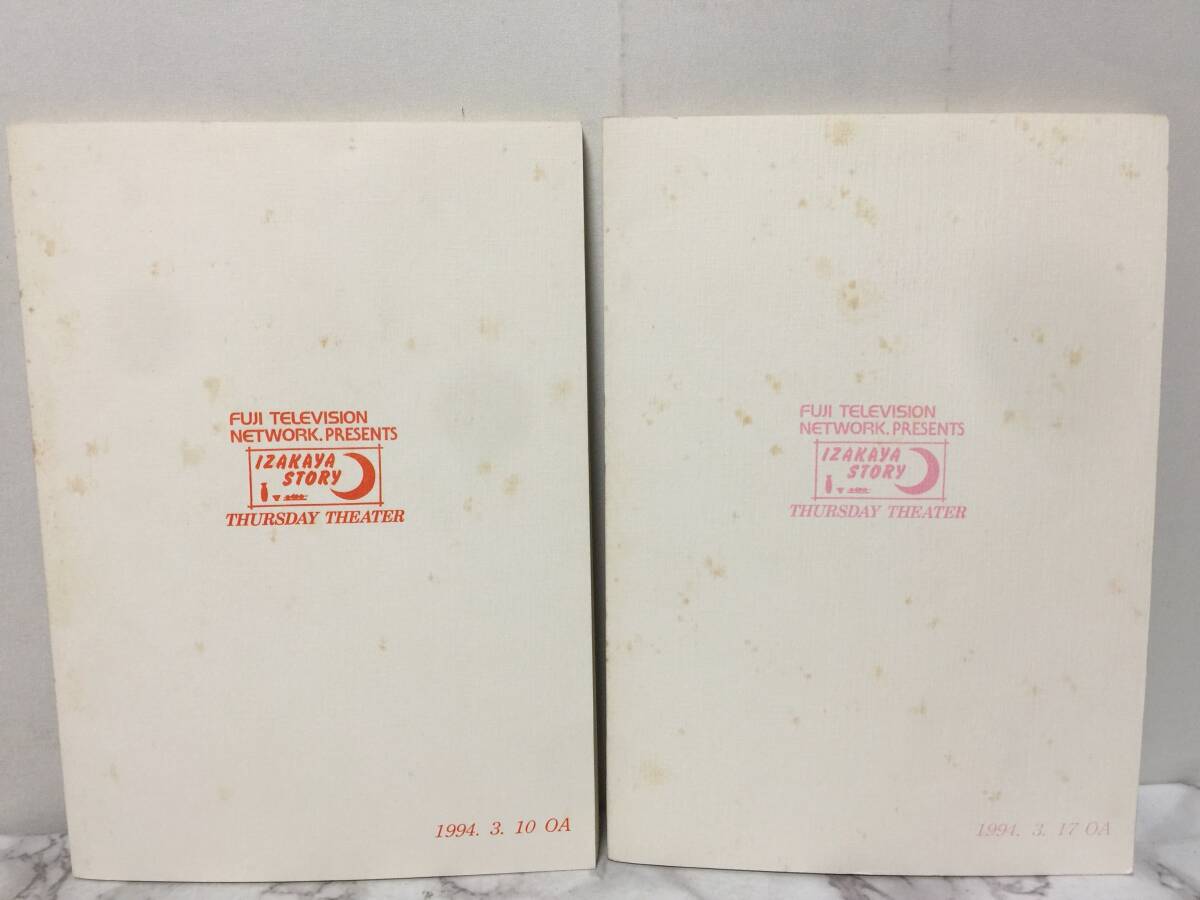 FUJI TELEVISION
NETWORK. PRESENTS
IZAKAYA
STORY
THURSDAY THEATER
1994. 3. 10 OA
FUJI TELEVISION
NETWORK. PRESENTS
IZAKAYA
STORY
THURSDAY THEATER
1994. 3. 17 OA